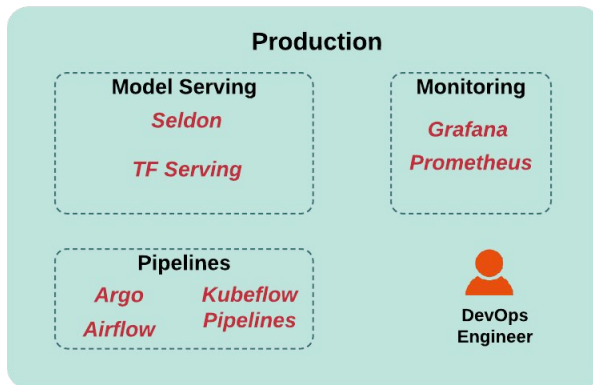 Production
Model Serving
Seldon
TF Serving
Monitoring
Grafana
Prometheus
Pipelines
Argo
Airflow
Kubeflow
Pipelines
DevOps
Engineer